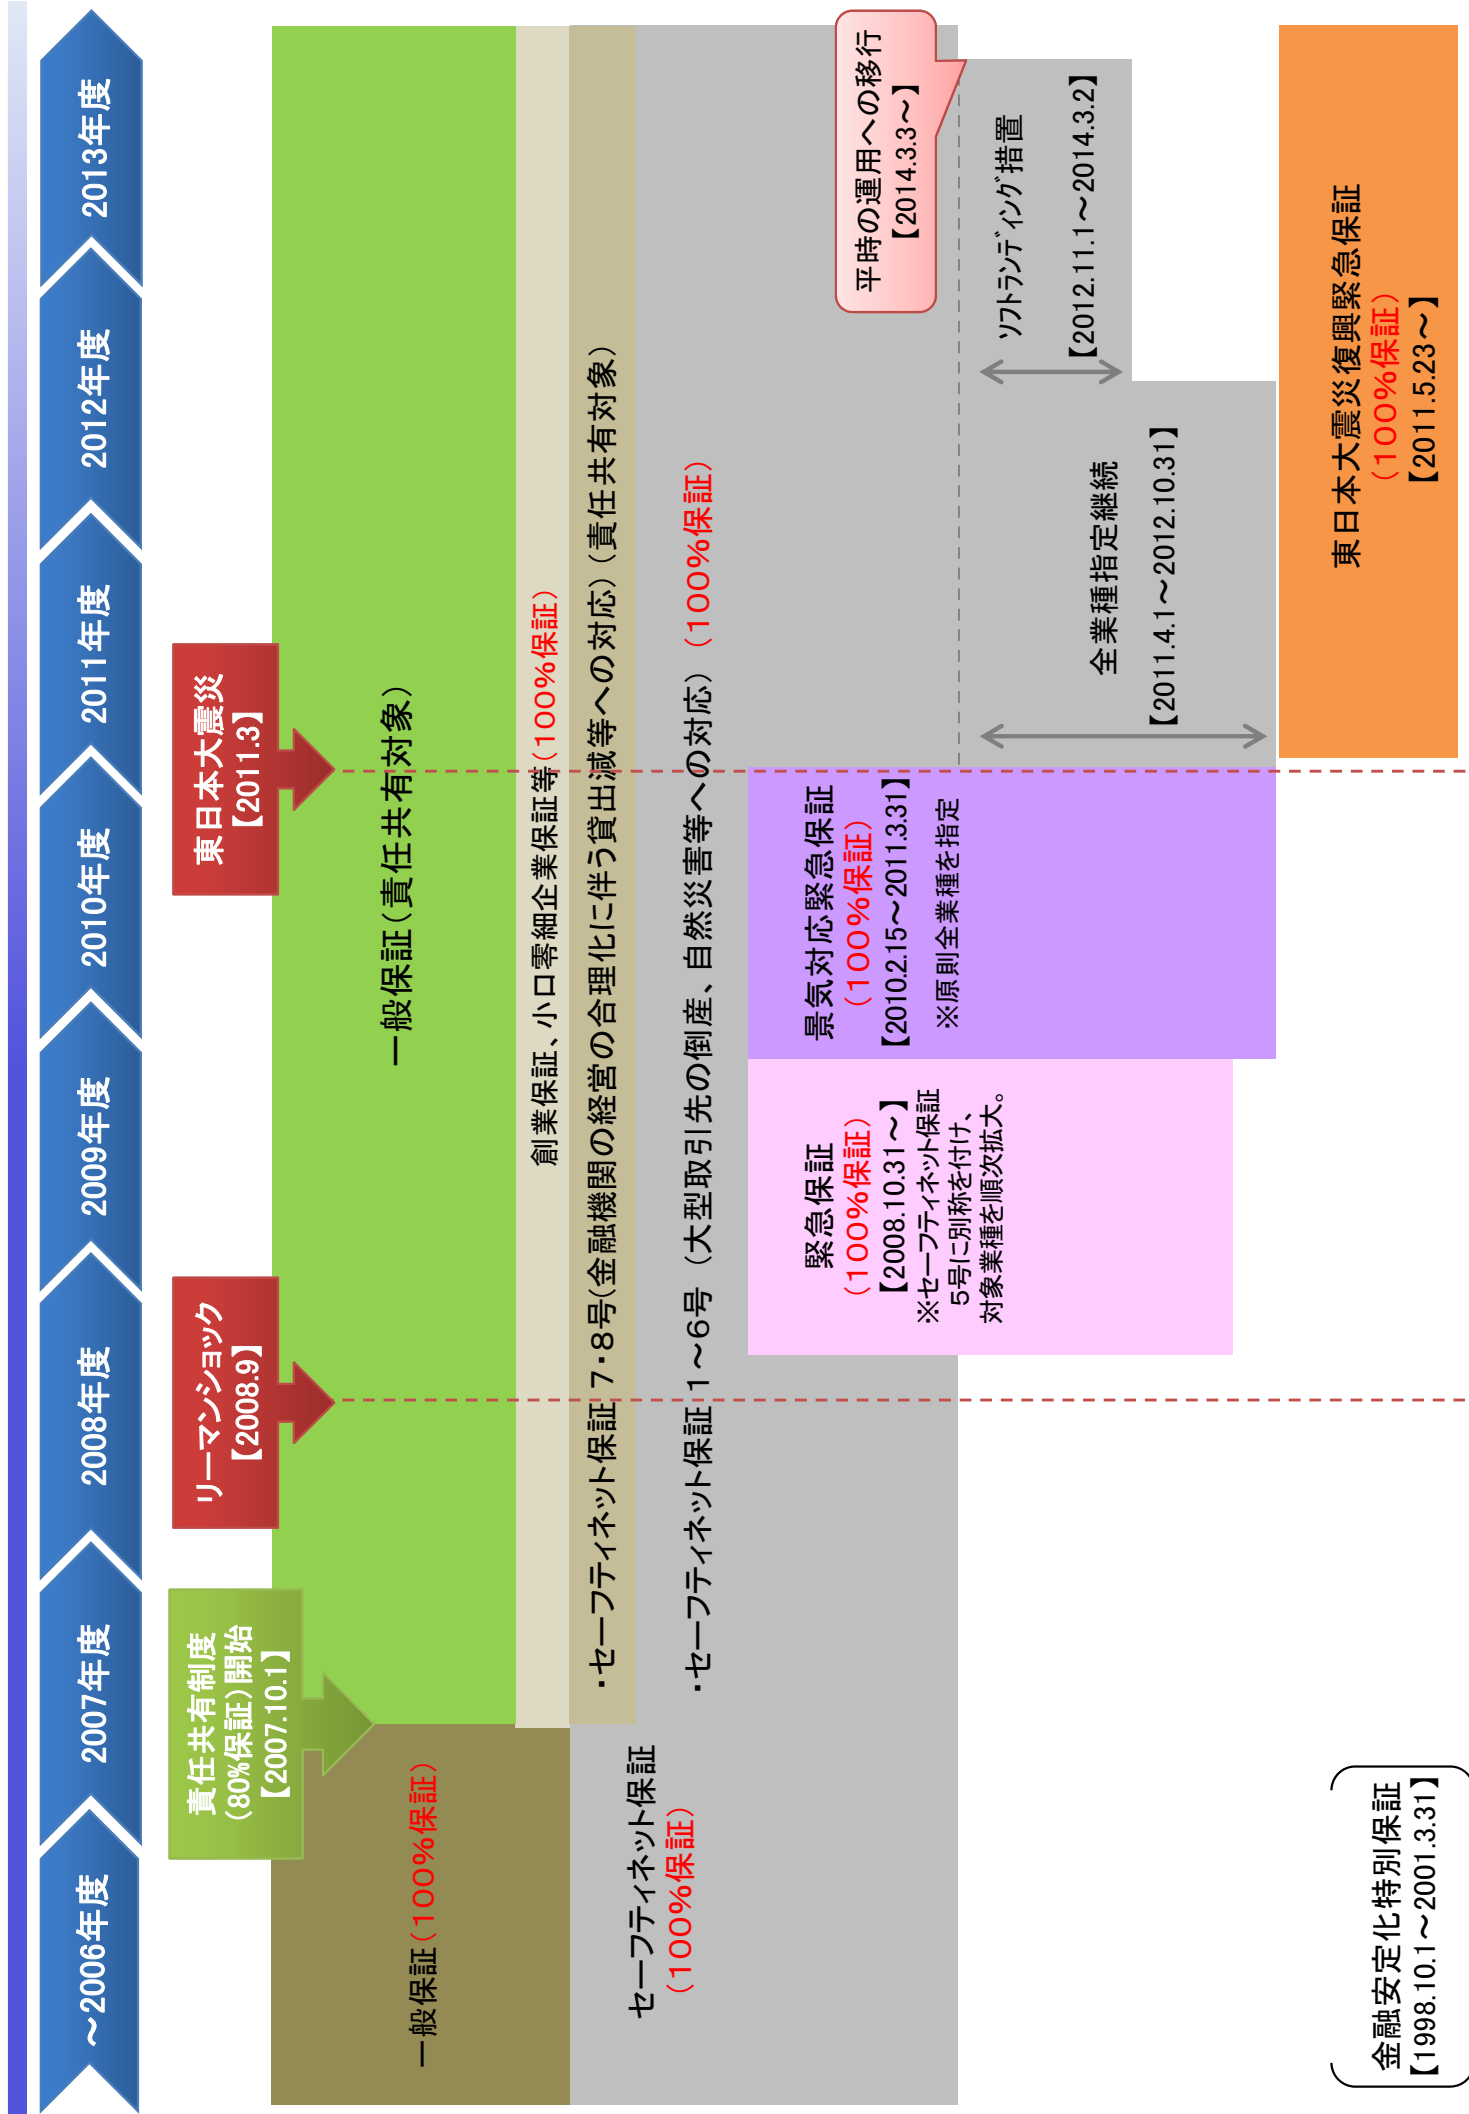 ～2006年度
2007年度
2008年度
2009年度
2010年度
2011年度
2012年度
2013年度
責任共有制度
（80%保証）開始
【2007.10.1】
リーマンショック
【2008.9】
東日本大震災
【2011.3】
一般保証（100%保証）
一般保証（責任共有対象）
創業保証、小口零細企業保証等（100%保証）
・セーフティネット保証 7・8号（金融機関の経営の合理化に伴う貸出減等への対応）（責任共有対象）
セーフティネット保証
（100%保証）
・セーフティネット保証 1～6号 （大型取引先の倒産、自然災害等への対応）（100%保証）
緊急保証
（100%保証）
【2008.10.31～】
※セーフティネット保証
5号に別称を付け、
対象業種を順次拡大。
景気対応緊急保証
（100%保証）
【2010.2.15～2011.3.31】
※原則全業種を指定
平時の運用への移行
【2014.3.3～】
ソフトランディング措置
【2012.11.1～2014.3.2】
全業種指定継続
【2011.4.1～2012.10.31】
東日本大震災復興緊急保証
（100%保証）
【2011.5.23～】
金融安定化特別保証
【1998.10.1～2001.3.31】